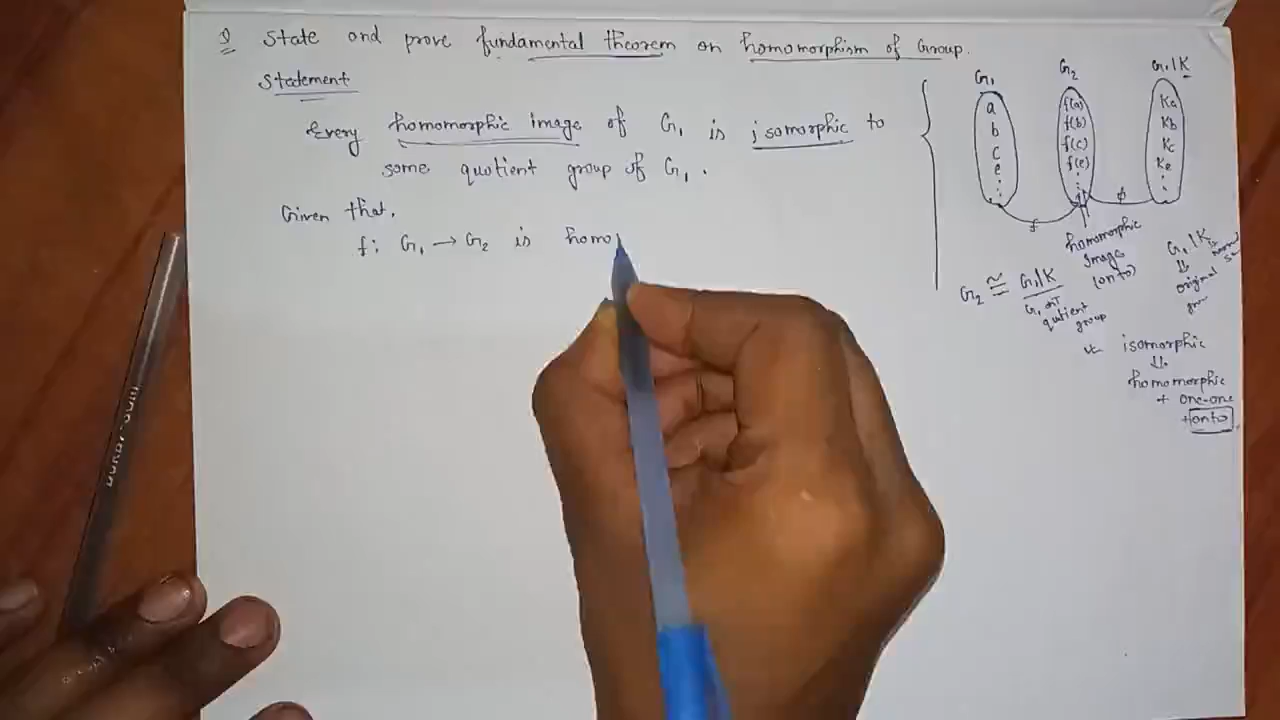 Q State and prove fundamental theorem on homomorphism of Group.
Statement
Every homomorphic image of G₁ is isomorphic to
some quotient group of G₁.
Given that,
f: G₁ → G₂ is homo
G₁ G₂ G₁|K
a f(a) Ka
b f(b) Kb
c f(c) Kc
e f(e) Ke
f φ
homomorphic
image
(onto)
G₁|K is
⇓
original
G₂ ≅ G₁|K
quotient
group
isomorphic
⇓
homomorphic
+ one-one
+ onto